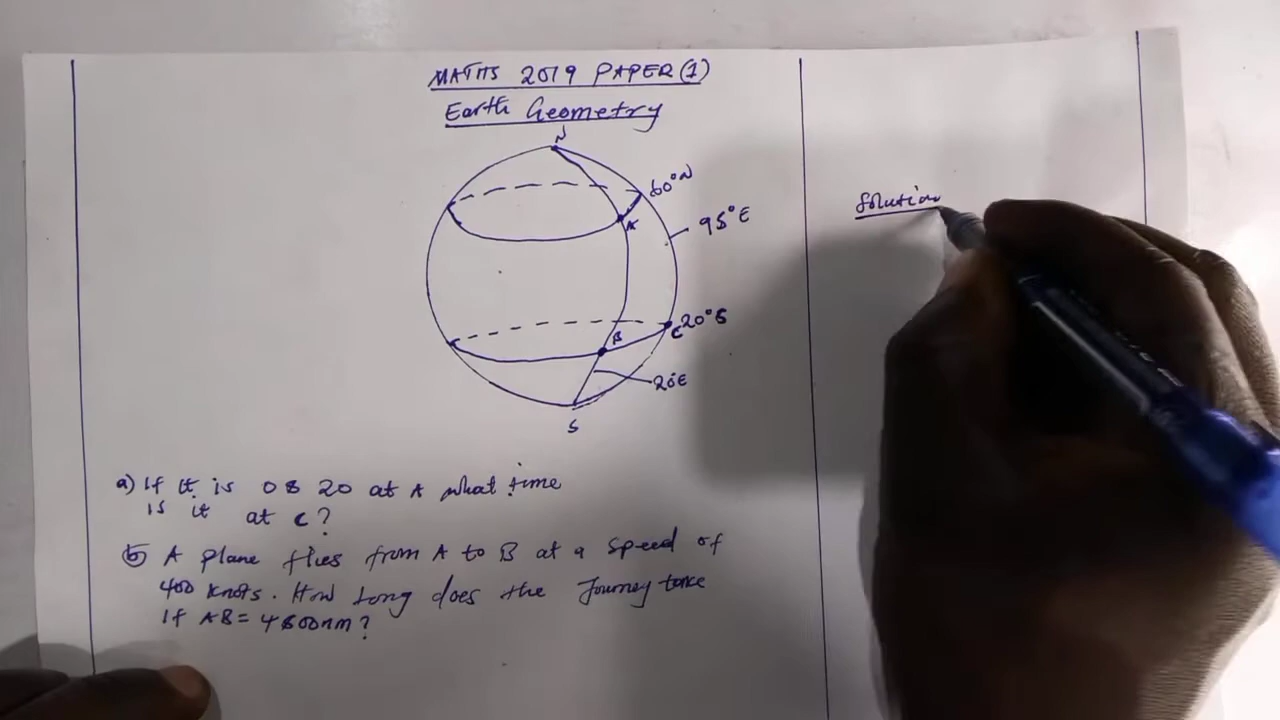 MATHS 2019 PAPER (1)
Earth Geometry
N
60°N
A
95°E
20°S
B
C
20°E
S
Solution
a) If it is 08 20 at A what time
is it at C?
b) A plane flies from A to B at a speed of
400 knots. How long does the Journey take
If AB = 4800nm?